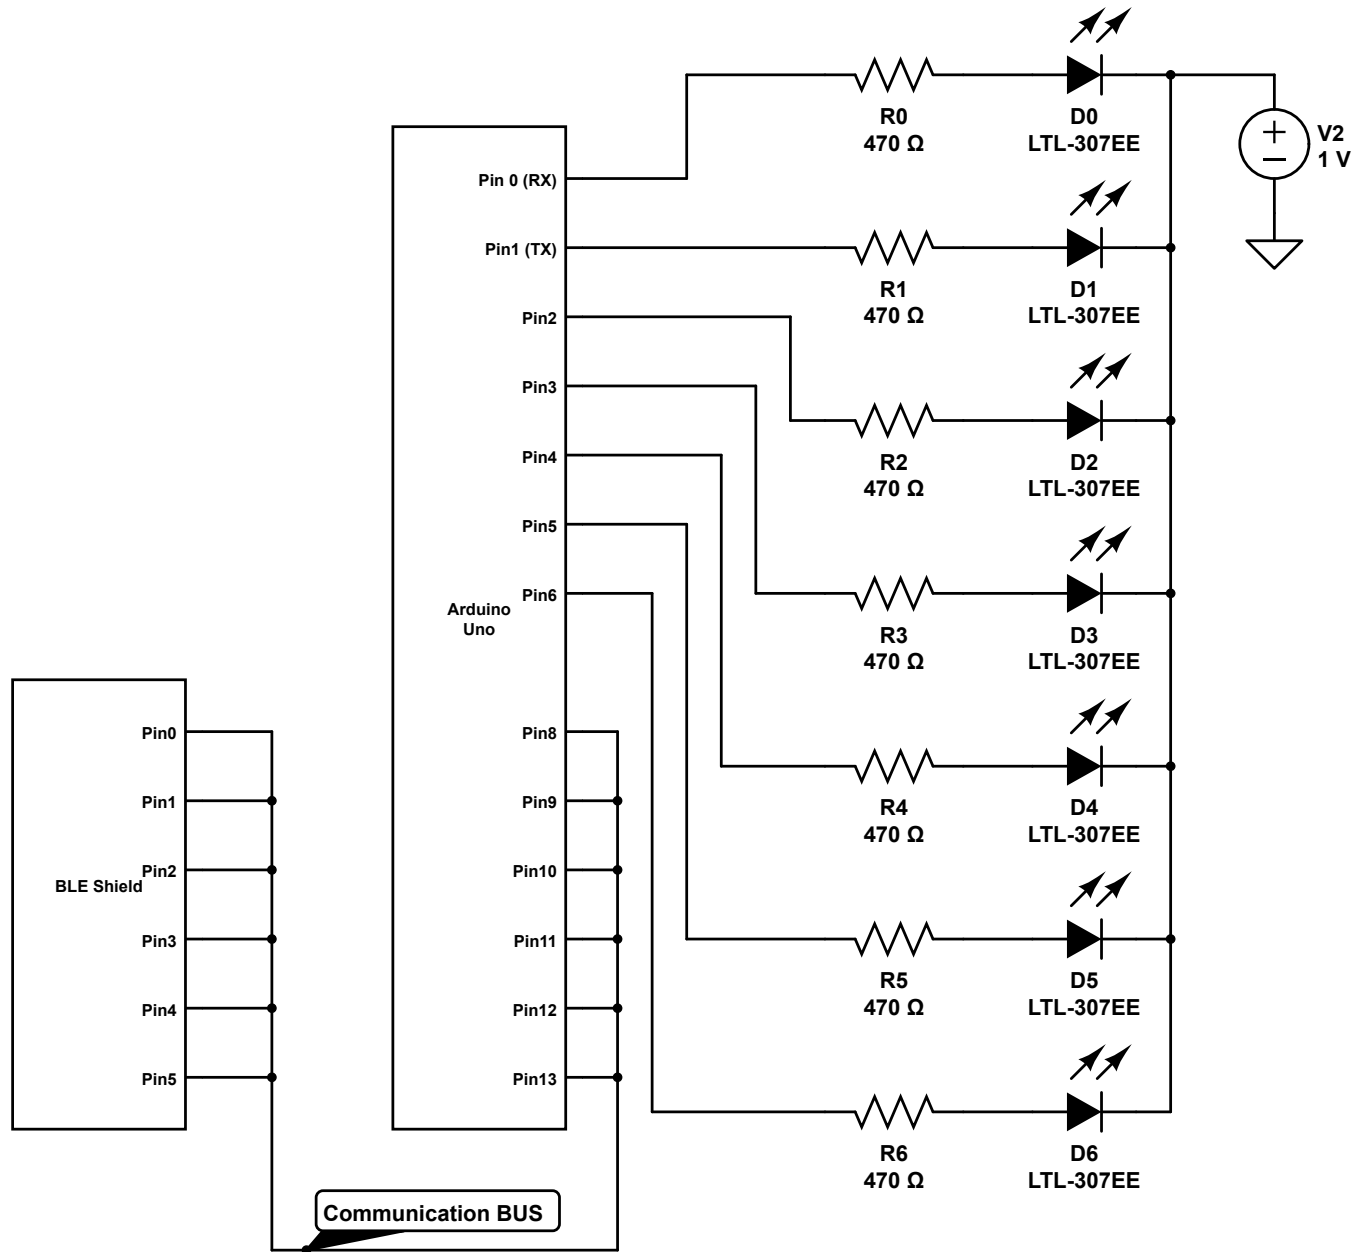 R0
470 Ω
D0
LTL-307EE
+
−
V2
1 V
Pin 0 (RX)
Pin1 (TX)
R1
470 Ω
D1
LTL-307EE
Pin2
Pin3
R2
470 Ω
D2
LTL-307EE
Pin4
Pin5
Pin6
Arduino
Uno
R3
470 Ω
D3
LTL-307EE
Pin8
Pin9
Pin10
Pin11
Pin12
Pin13
R4
470 Ω
D4
LTL-307EE
R5
470 Ω
D5
LTL-307EE
R6
470 Ω
D6
LTL-307EE
Pin0
Pin1
Pin2
BLE Shield
Pin3
Pin4
Pin5
Communication BUS